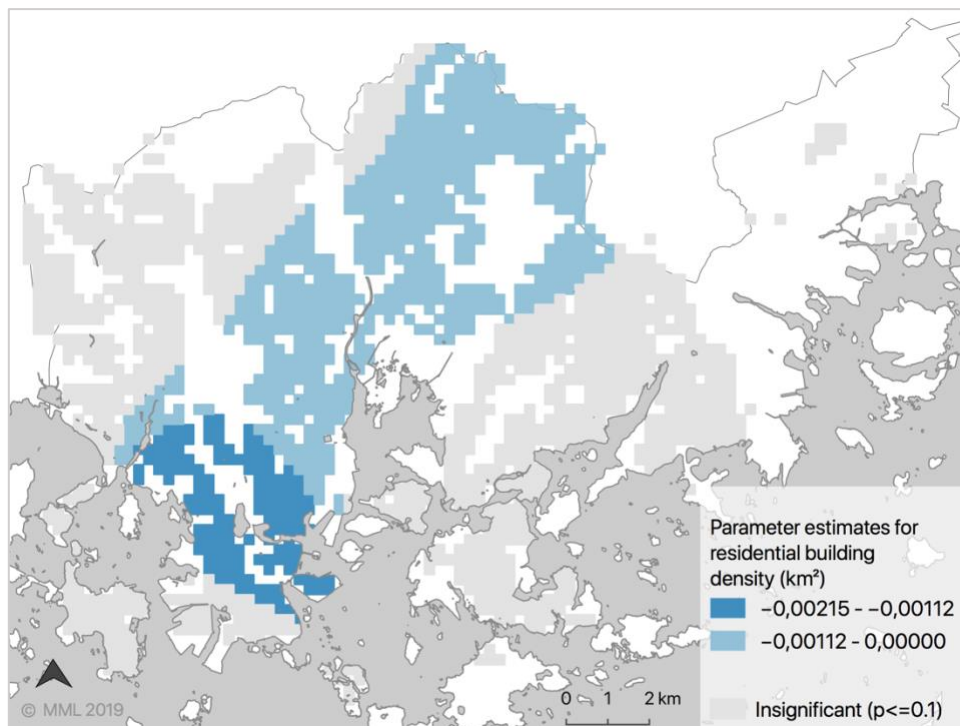 Parameter estimates for
residential building
density (km²)
−0,00215 - −0,00112
−0,00112 - 0,00000
Insignificant (p<=0.1)
0 1 2 km
© MML 2019